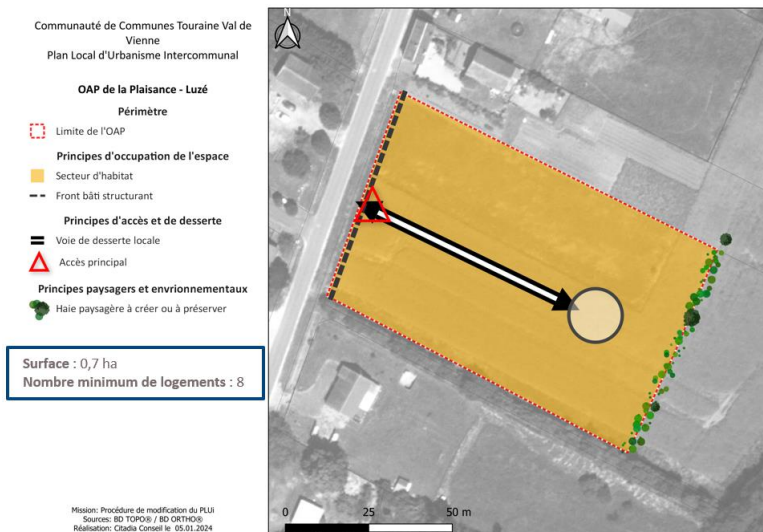 Communauté de Communes Touraine Val de
Vienne
Plan Local d'Urbanisme Intercommunal
OAP de la Plaisance - Luzé
Périmètre
Limite de l'OAP
Principes d'occupation de l'espace
Secteur d'habitat
Front bâti structurant
Principes d'accès et de desserte
Voie de desserte locale
Accès principal
Principes paysagers et envrionnementaux
Haie paysagère à créer ou à préserver
Surface : 0,7 ha
Nombre minimum de logements : 8
Mission: Procédure de modification du PLUi
Sources: BD TOPO® / BD ORTHO®
Réalisation: Citadia Conseil le 05.01.2024
N
0 25 50 m